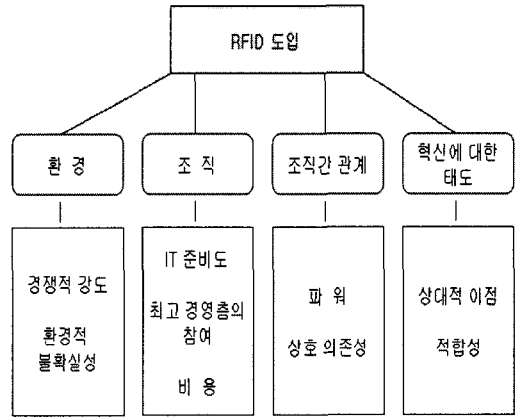 RFID 도입
환 경
조 직
조직간 관계
혁신에 대한
태도
경쟁적 강도
환경적
불확실성
IT 준비도
최고 경영층의
참여
비 용
파 워
상호 의존성
상대적 이점
적합성